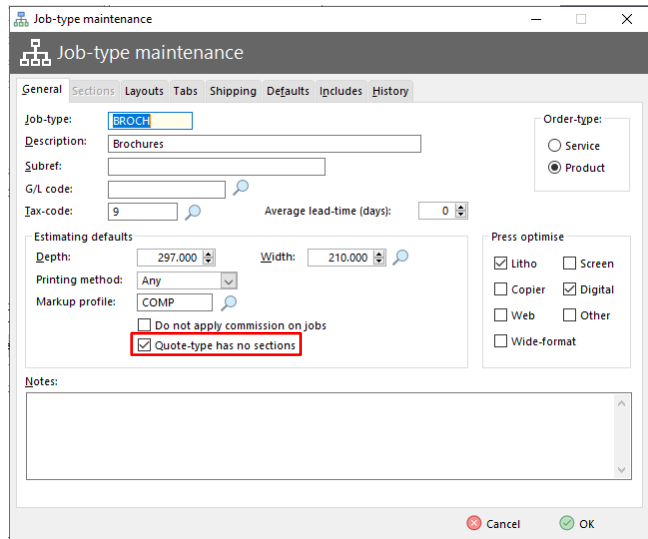 Job-type maintenance
Job-type maintenance
General Sections Layouts Tabs Shipping Defaults Includes History
Job-type: BROCH
Order-type:
Description: Brochures
Service
Subref:
Product
G/L code:
Tax-code: 9 Average lead-time (days): 0
Estimating defaults
Press optimise
Depth: 297.000 Width: 210.000
Litho Screen
Printing method: Any
Copier Digital
Markup profile: COMP
Web Other
Do not apply commission on jobs
Wide-format
Quote-type has no sections
Notes:
Cancel OK